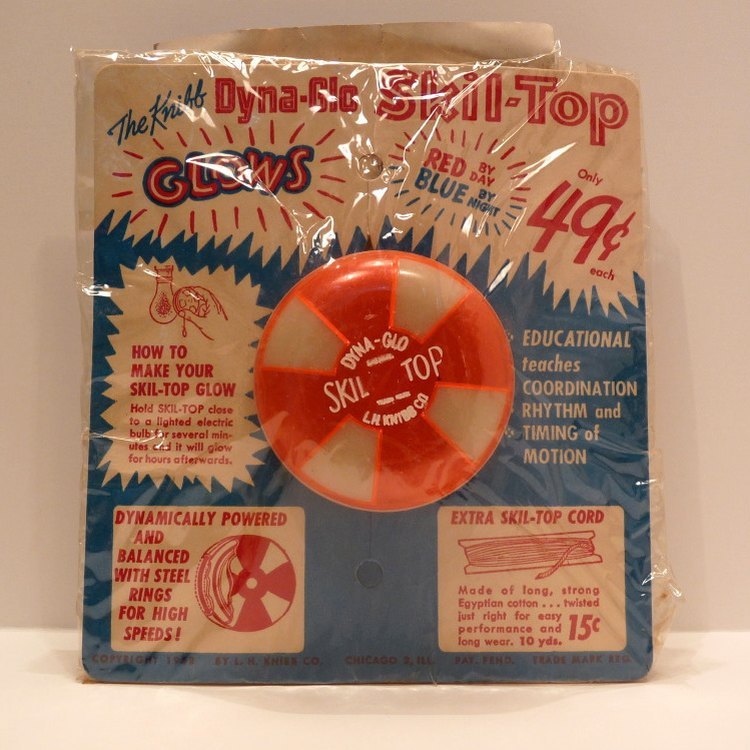 The Knibb Dyna-Glo Skil-Top
GLOWS
RED BY DAY
BLUE BY NIGHT
Only
49¢
each
HOW TO
MAKE YOUR
SKIL-TOP GLOW
Hold SKIL-TOP close
to a lighted electric
bulb for several min-
utes and it will glow
for hours afterwards.
DYNA-GLO
SKIL TOP
TRADE MARK
L.H. KNIBB CO
EDUCATIONAL
teaches
COORDINATION
RHYTHM and
TIMING of
MOTION
DYNAMICALLY POWERED
AND
BALANCED
WITH STEEL
RINGS
FOR HIGH
SPEEDS!
EXTRA SKIL-TOP CORD
Made of long, strong
Egyptian cotton . . . twisted
just right for easy
performance and
long wear. 10 yds. 15¢
COPYRIGHT BY L. H. KNIBB CO. CHICAGO 2, ILL. PAT. PEND. TRADE MARK REG.